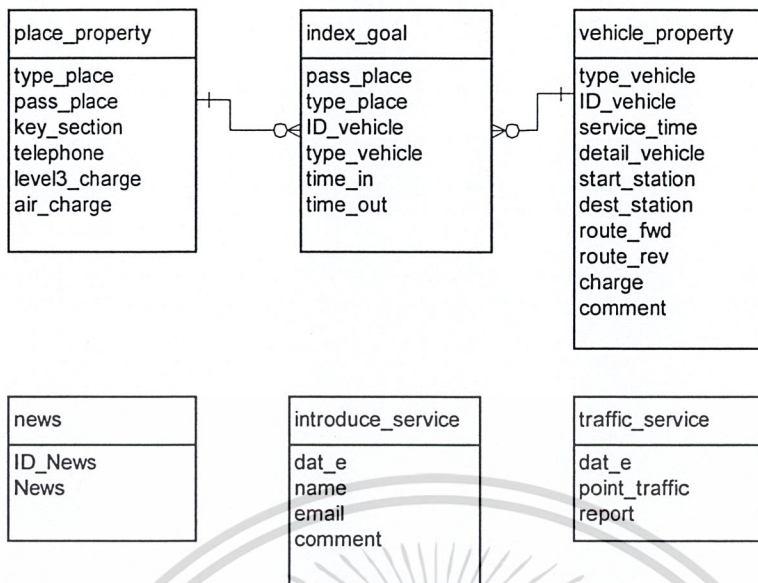 place_property
type_place
pass_place
key_section
telephone
level3_charge
air_charge
index_goal
pass_place
type_place
ID_vehicle
type_vehicle
time_in
time_out
vehicle_property
type_vehicle
ID_vehicle
service_time
detail_vehicle
start_station
dest_station
route_fwd
route_rev
charge
comment
news
ID_News
News
introduce_service
dat_e
name
email
comment
traffic_service
dat_e
point_traffic
report